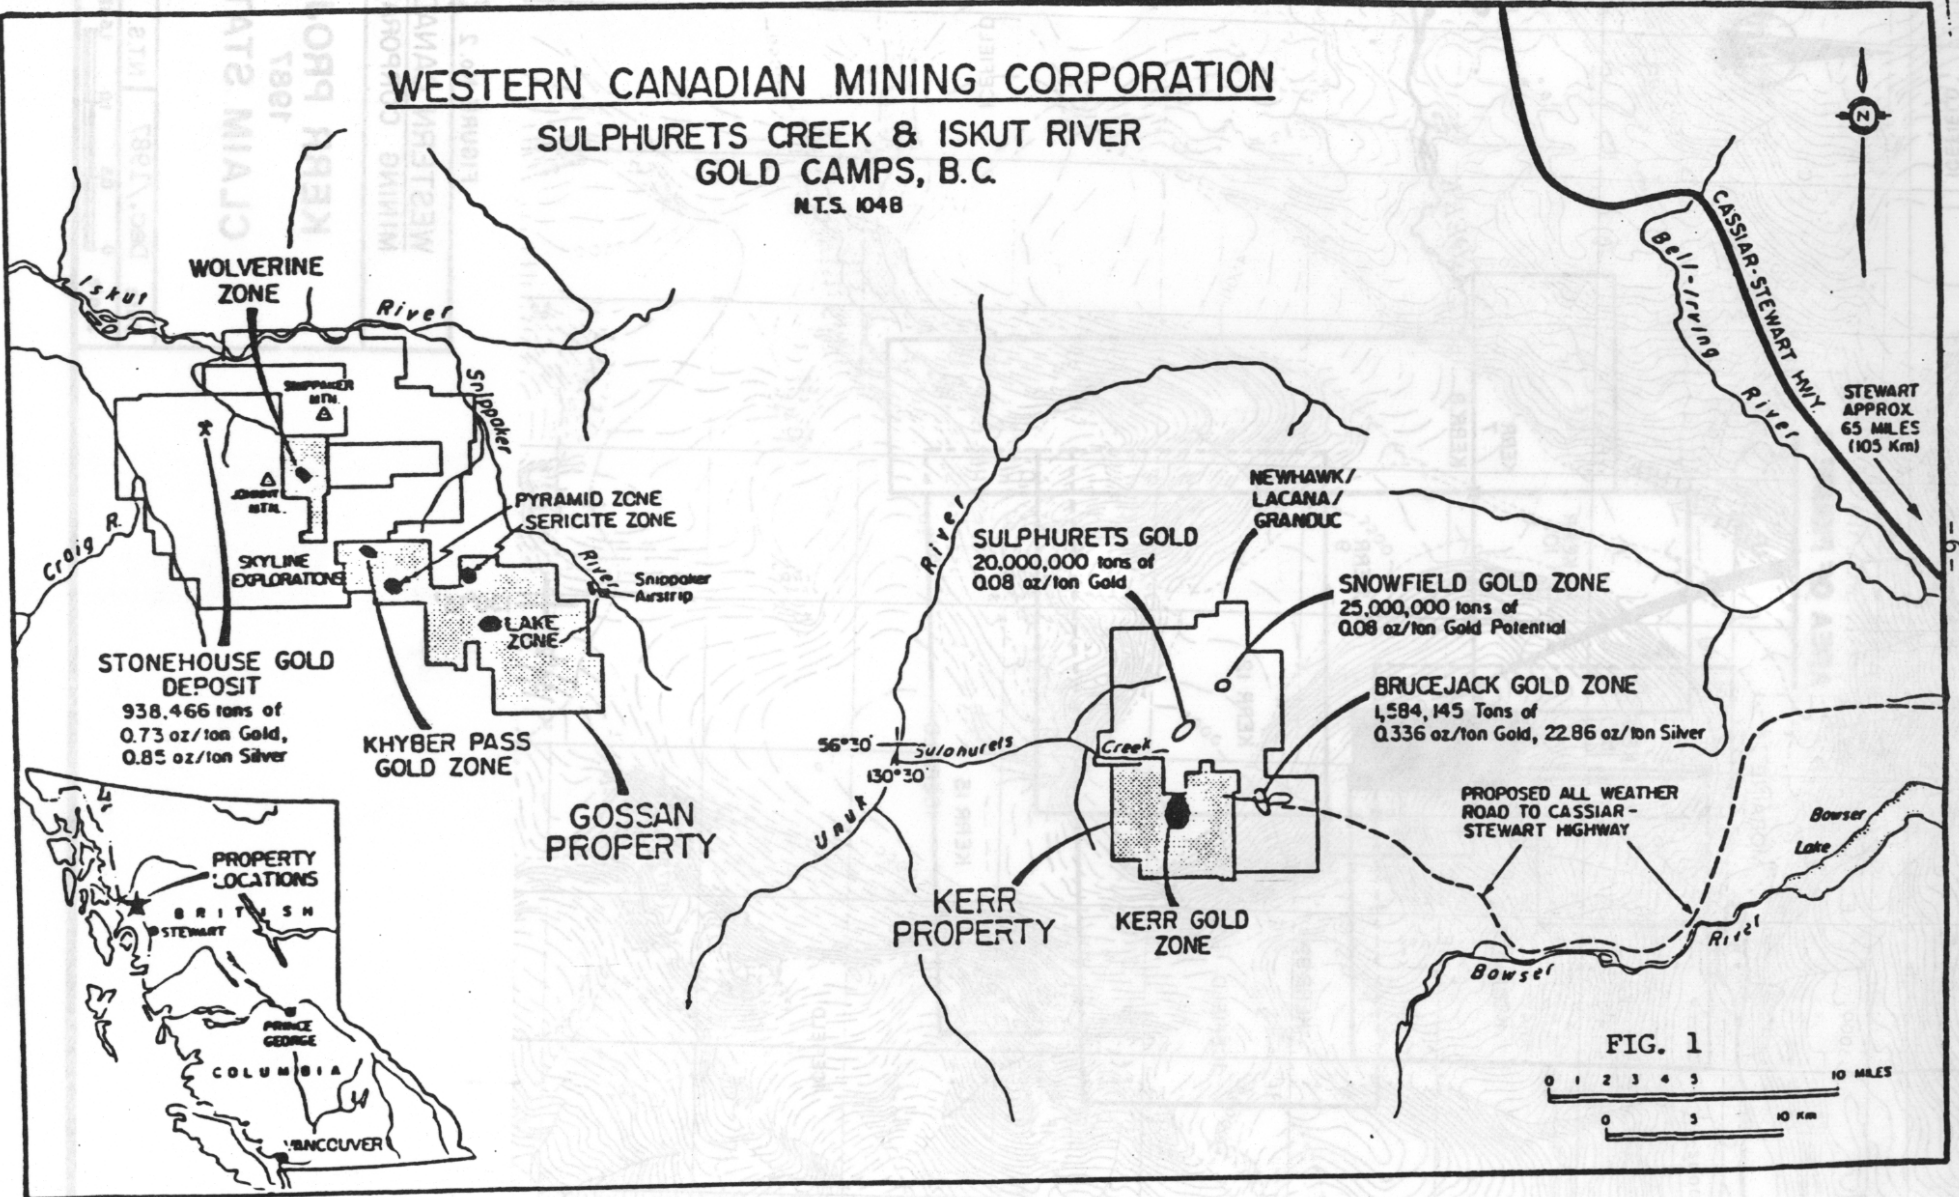 WESTERN CANADIAN MINING CORPORATION
SULPHURETS CREEK & ISKUT RIVER
GOLD CAMPS, B.C.
N.T.S. 104B
N
CASSIAR-STEWART HWY.
Bell-Irving River
STEWART
APPROX.
65 MILES
(105 Km)
WOLVERINE
ZONE
Iskut River
Snippaker
River
SNIPPAKER
MTN.
JOHNNY
MTN.
Craig R.
SKYLINE
EXPLORATIONS
PYRAMID ZONE
SERICITE ZONE
Snippaker
Airstrip
LAKE
ZONE
STONEHOUSE GOLD
DEPOSIT
938,466 tons of
0.73 oz/ton Gold,
0.85 oz/ton Silver
KHYBER PASS
GOLD ZONE
GOSSAN
PROPERTY
River
Unuk
56°30'
130°30'
Sulphurets Creek
SULPHURETS GOLD
20,000,000 tons of
0.08 oz/ton Gold
NEWHAWK/
LACANA/
GRANDUC
SNOWFIELD GOLD ZONE
25,000,000 tons of
0.08 oz/ton Gold Potential
BRUCEJACK GOLD ZONE
1,584,145 Tons of
0.336 oz/ton Gold, 22.86 oz/ton Silver
PROPOSED ALL WEATHER
ROAD TO CASSIAR-
STEWART HIGHWAY
Bowser
Lake
Bowser River
KERR
PROPERTY
KERR GOLD
ZONE
PROPERTY
LOCATIONS
BRITISH
STEWART
PRINCE
GEORGE
COLUMBIA
VANCOUVER
FIG. 1
0 1 2 3 4 5 10 MILES
0 5 10 Km